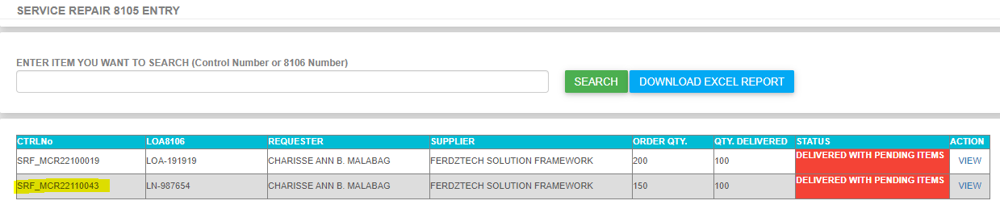 SERVICE REPAIR 8105 ENTRY
ENTER ITEM YOU WANT TO SEARCH (Control Number or 8106 Number)
SEARCH DOWNLOAD EXCEL REPORT
CTRLNo LOA8106 REQUESTER SUPPLIER ORDER QTY. QTY. DELIVERED STATUS ACTION
SRF_MCR22100019 LOA-191919 CHARISSE ANN B. MALABAG FERDZTECH SOLUTION FRAMEWORK 200 100 DELIVERED WITH PENDING ITEMS VIEW
SRF_MCR22110043 LN-987654 CHARISSE ANN B. MALABAG FERDZTECH SOLUTION FRAMEWORK 150 100 DELIVERED WITH PENDING ITEMS VIEW